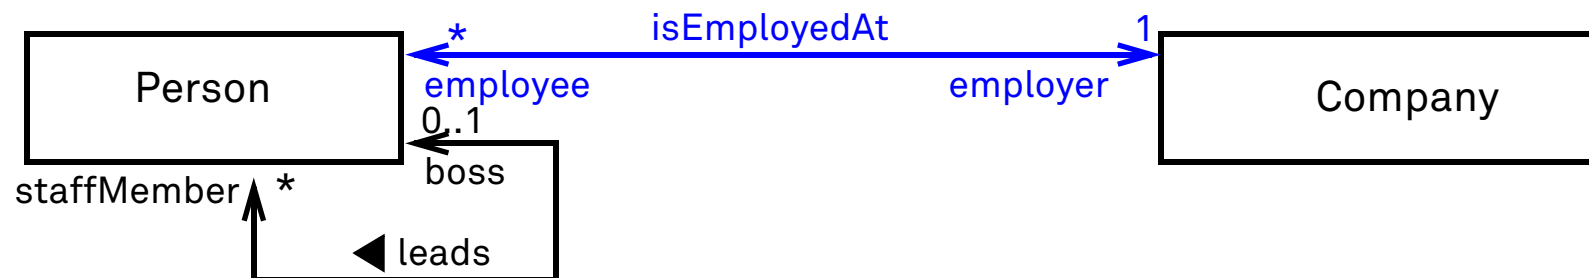 * isEmployedAt 1
Person
employee employer
Company
0..1
boss
staffMember *
leads